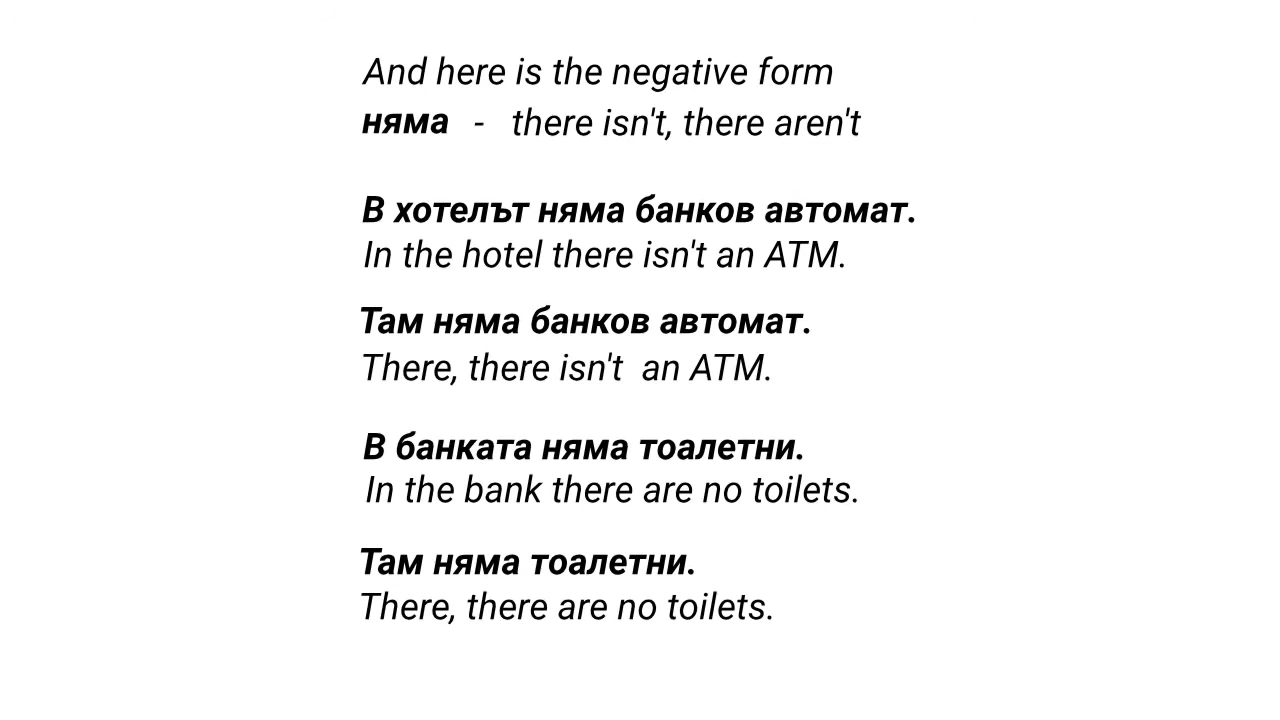 And here is the negative form
няма - there isn't, there aren't
В хотелът няма банков автомат.
In the hotel there isn't an ATM.
Там няма банков автомат.
There, there isn't an ATM.
В банката няма тоалетни.
In the bank there are no toilets.
Там няма тоалетни.
There, there are no toilets.